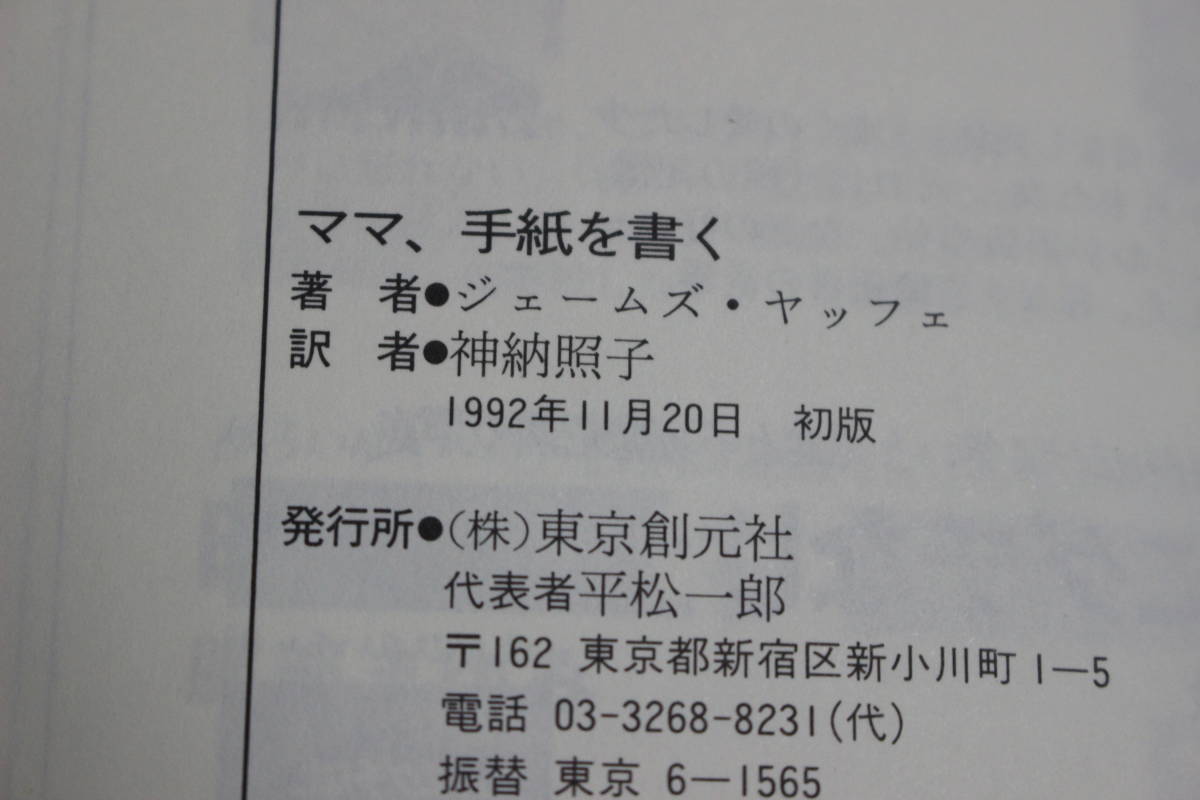 ママ、手紙を書く
著　者●ジェームズ・ヤッフェ
訳　者●神納照子
1992年11月20日　初版
発行所●(株)東京創元社
代表者平松一郎
〒162 東京都新宿区新小川町1—5
電話 03-3268-8231(代)
振替 東京 6—1565